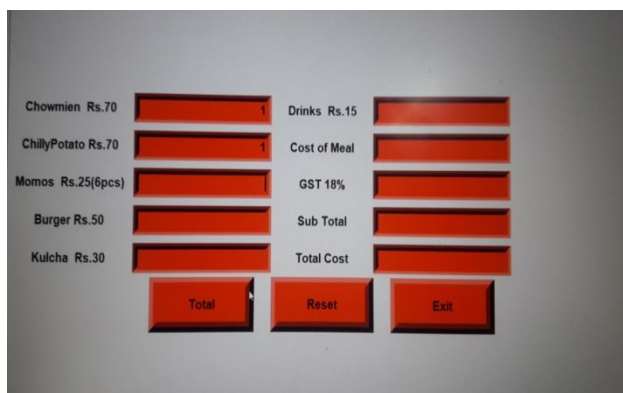 Chowmien Rs.70 1 Drinks Rs.15
ChillyPotato Rs.70 1 Cost of Meal
Momos Rs.25(6pcs) GST 18%
Burger Rs.50 Sub Total
Kulcha Rs.30 Total Cost
Total Reset Exit